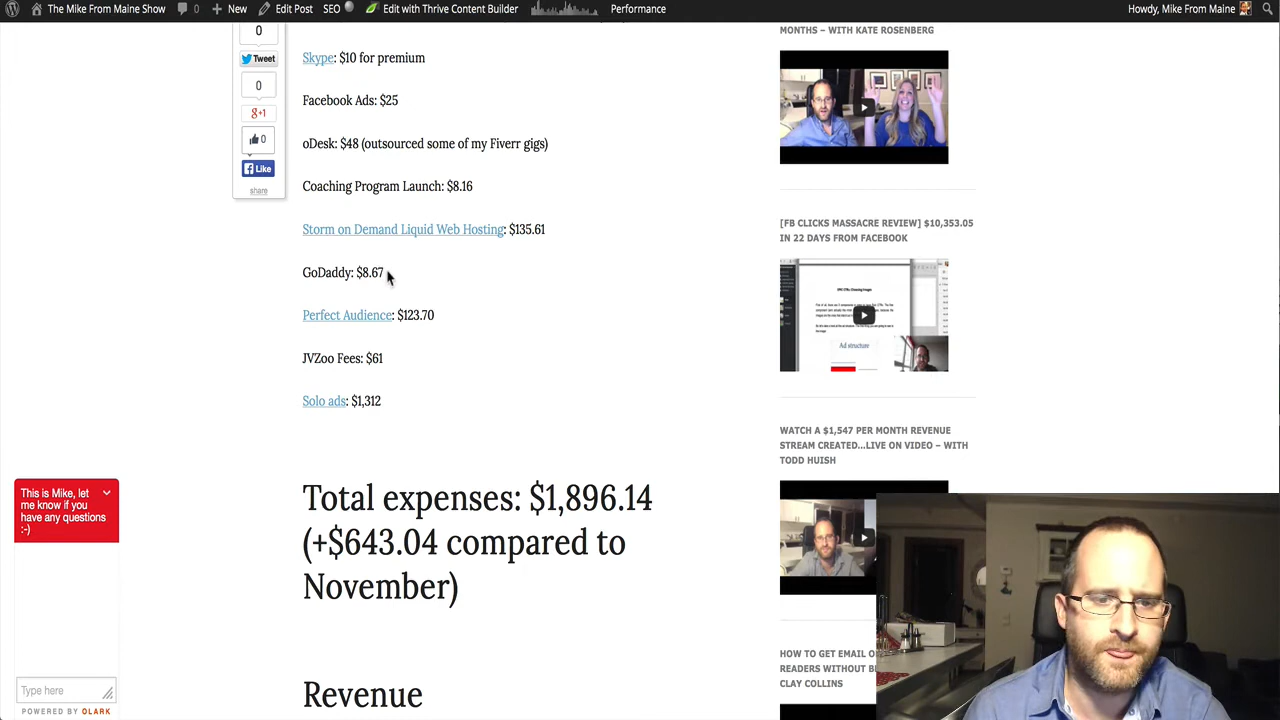 The Mike From Maine Show
0
New
Edit Post
SEO
Edit with Thrive Content Builder
Performance
Howdy, Mike From Maine
0
Tweet
0
+1
0
Like
share
Skype: $10 for premium
Facebook Ads: $25
oDesk: $48 (outsourced some of my Fiverr gigs)
Coaching Program Launch: $8.16
Storm on Demand Liquid Web Hosting: $135.61
GoDaddy: $8.67
Perfect Audience: $123.70
JVZoo Fees: $61
Solo ads: $1,312
Total expenses: $1,896.14
(+$643.04 compared to
November)
Revenue
MONTHS – WITH KATE ROSENBERG
[FB CLICKS MASSACRE REVIEW] $10,353.05
IN 22 DAYS FROM FACEBOOK
Ad structure
WATCH A $1,547 PER MONTH REVENUE
STREAM CREATED...LIVE ON VIDEO – WITH
TODD HUISH
HOW TO GET EMAIL
READERS WITHOUT
CLAY COLLINS
This is Mike, let
me know if you
have any questions
:-)
Type here
POWERED BY OLARK